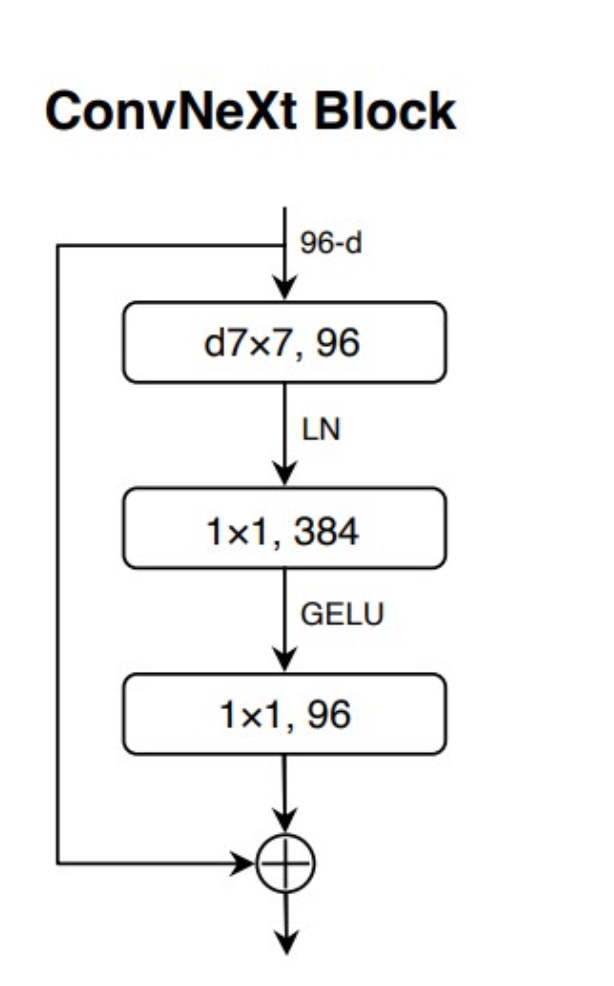 ConvNeXt Block
96-d
d7×7, 96
LN
1×1, 384
GELU
1×1, 96